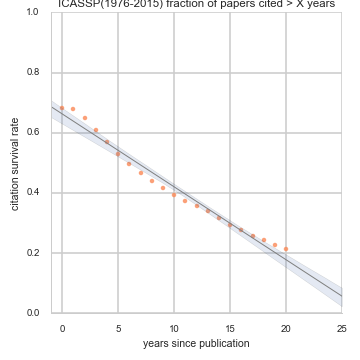 ICASSP(1976-2015) fraction of papers cited > X years
1.0
0.8
0.6
0.4
0.2
0.0
citation survival rate
0 5 10 15 20 25
years since publication